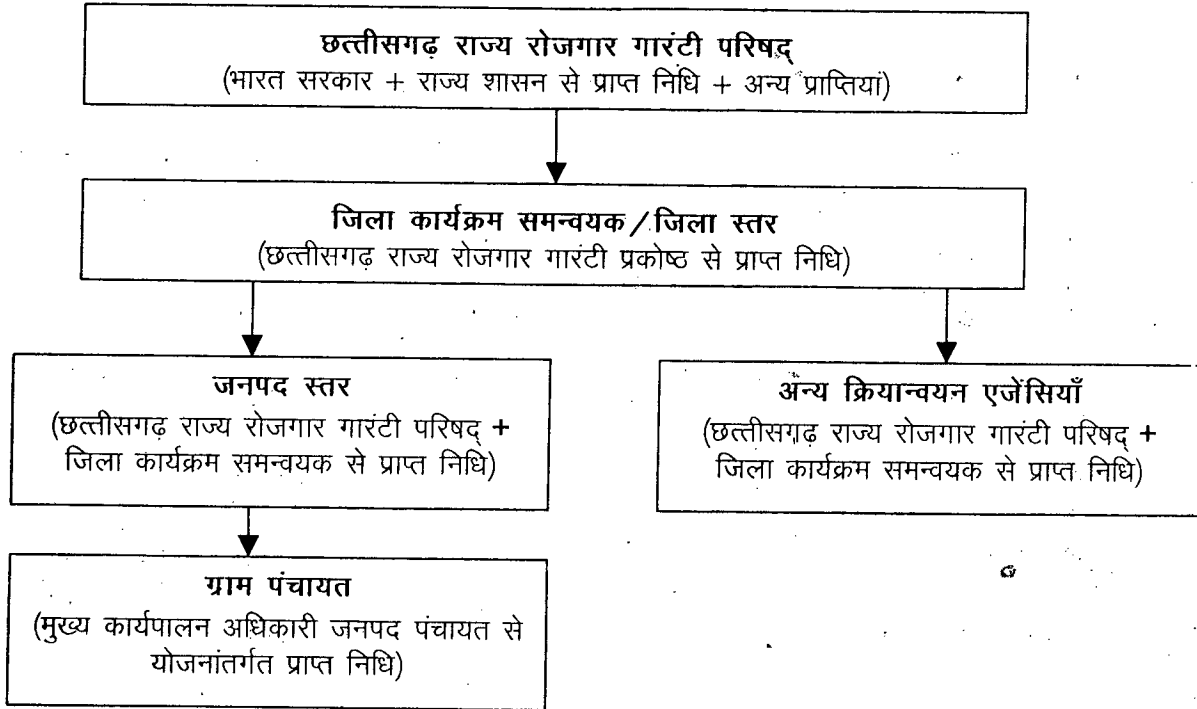 छत्तीसगढ़ राज्य रोजगार गारंटी परिषद्
(भारत सरकार + राज्य शासन से प्राप्त निधि + अन्य प्राप्तियां)
जिला कार्यक्रम समन्वयक/जिला स्तर
(छत्तीसगढ़ राज्य रोजगार गारंटी प्रकोष्ठ से प्राप्त निधि)
जनपद स्तर
(छत्तीसगढ़ राज्य रोजगार गारंटी परिषद् +
जिला कार्यक्रम समन्वयक से प्राप्त निधि)
अन्य क्रियान्वयन एजेंसियाँ
(छत्तीसगढ़ राज्य रोजगार गारंटी परिषद् +
जिला कार्यक्रम समन्वयक से प्राप्त निधि)
ग्राम पंचायत
(मुख्य कार्यपालन अधिकारी जनपद पंचायत से
योजनांतर्गत प्राप्त निधि)